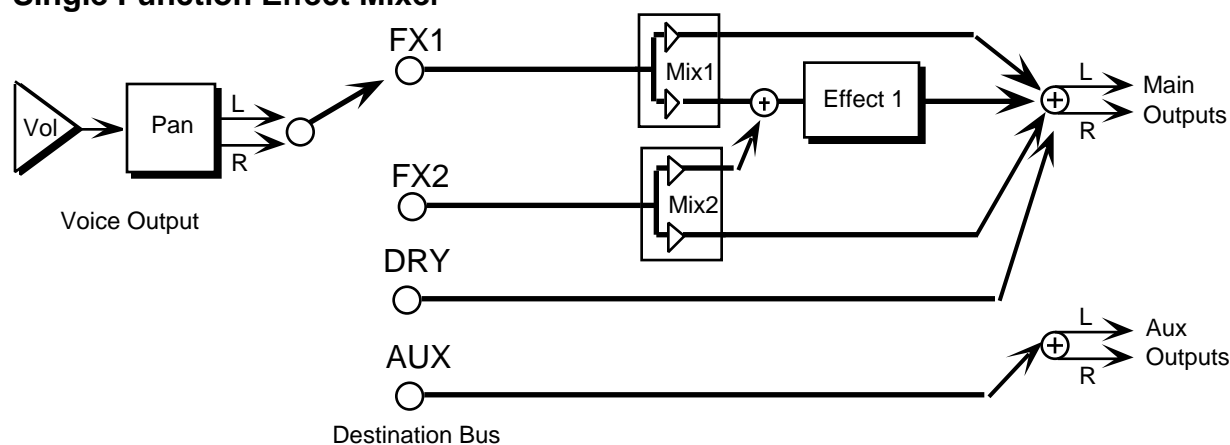 Single Function Effect Mixer
FX1
Mix1
Effect 1
L
Main
Outputs
R
Vol
Pan
L
R
Voice Output
FX2
Mix2
DRY
AUX
L
Aux
Outputs
R
Destination Bus